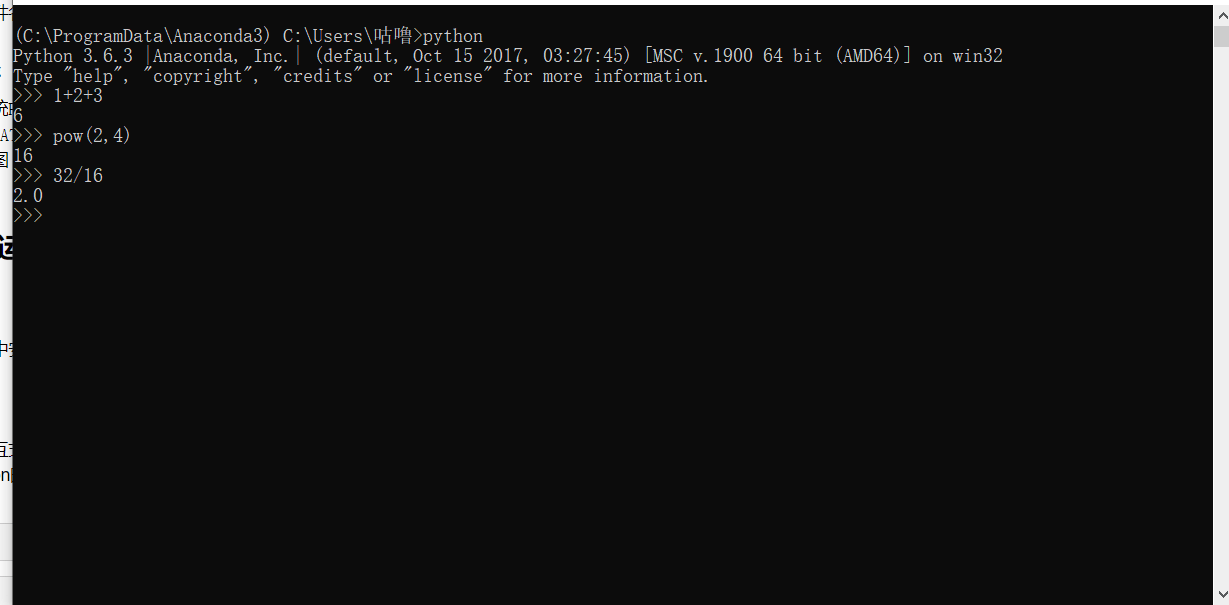 (C:\ProgramData\Anaconda3) C:\Users\咕噜>python
Python 3.6.3 |Anaconda, Inc.| (default, Oct 15 2017, 03:27:45) [MSC v.1900 64 bit (AMD64)] on win32
Type "help", "copyright", "credits" or "license" for more information.
>>> 1+2+3
6
>>> pow(2,4)
16
>>> 32/16
2.0
>>>